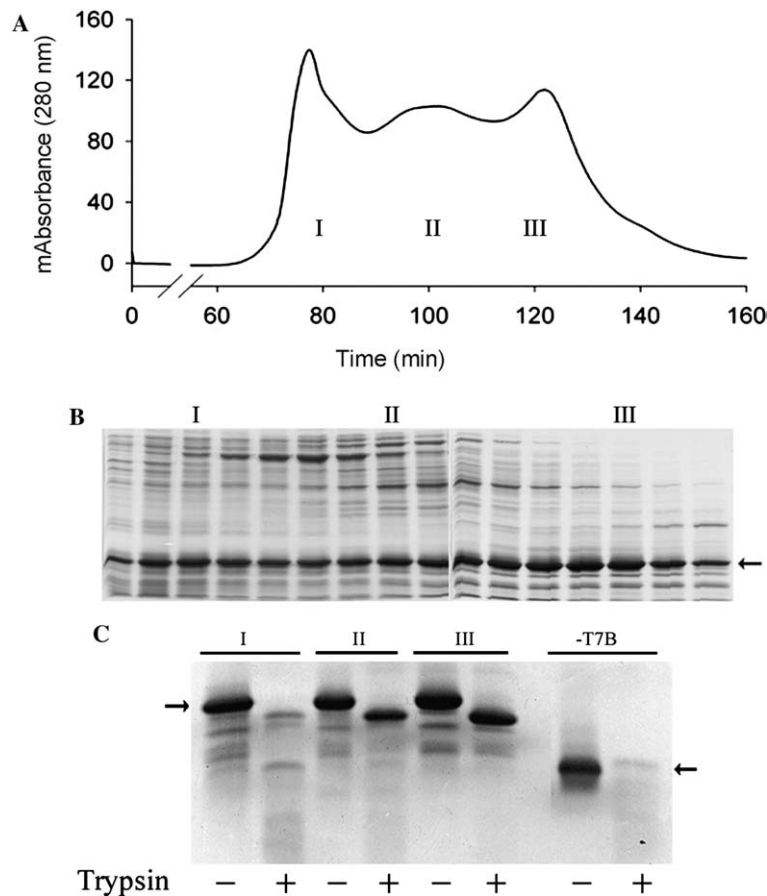 A
160
120
80
40
0
mAbsorbance (280 nm)
I II III
0 60 80 100 120 140 160
Time (min)
B
I II III
C
I II III -T7B
Trypsin − + − + − + − +